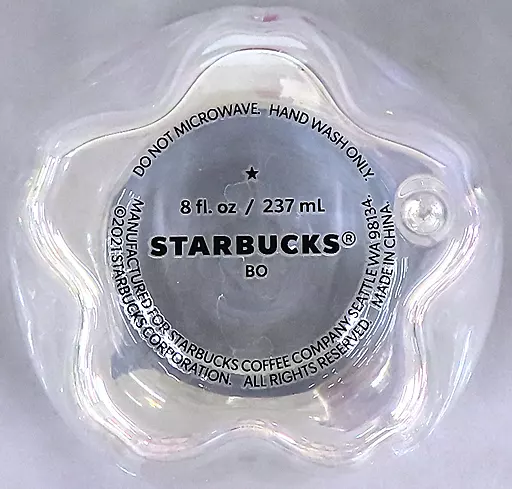 DO NOT MICROWAVE. HAND WASH ONLY.
★
8 fl. oz / 237 mL
STARBUCKS®
BO
MANUFACTURED FOR STARBUCKS COFFEE COMPANY SEATTLE WA 98134.
©2021 STARBUCKS CORPORATION. ALL RIGHTS RESERVED MADE IN CHINA.